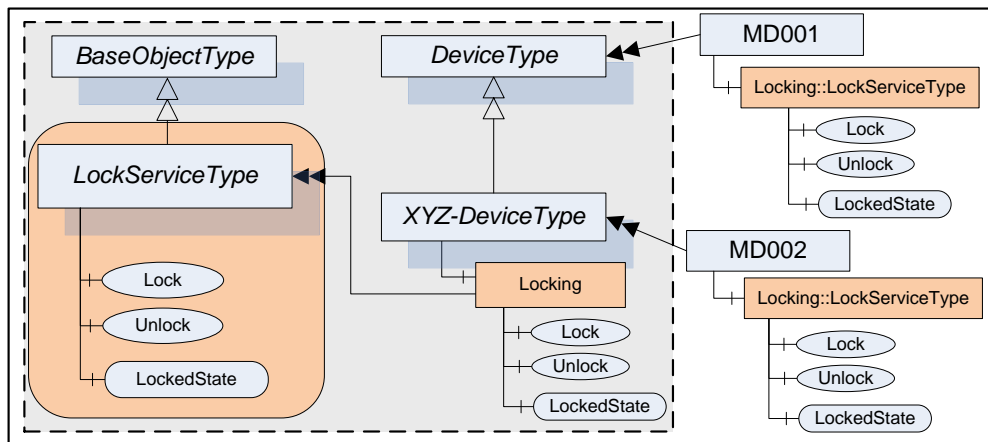 BaseObjectType
DeviceType
MD001
Locking::LockServiceType
Lock
Unlock
LockedState
LockServiceType
Lock
Unlock
LockedState
XYZ-DeviceType
Locking
Lock
Unlock
LockedState
MD002
Locking::LockServiceType
Lock
Unlock
LockedState